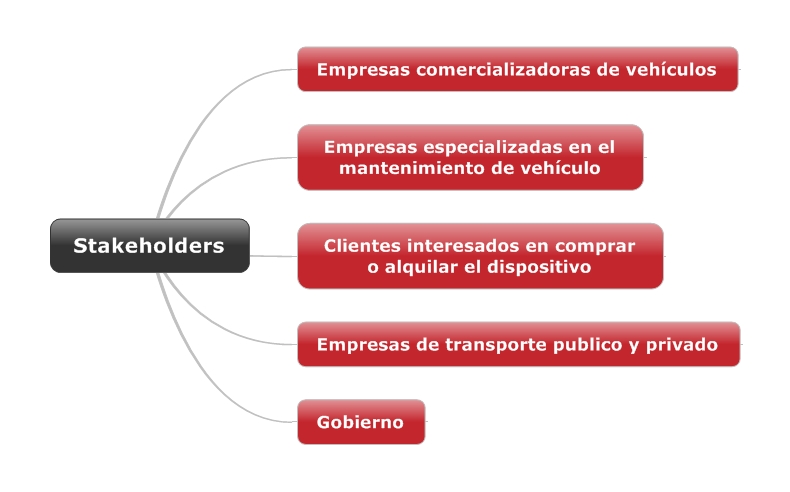 Empresas comercializadoras de vehículos
Empresas especializadas en el
mantenimiento de vehículo
Stakeholders
Clientes interesados en comprar
o alquilar el dispositivo
Empresas de transporte publico y privado
Gobierno